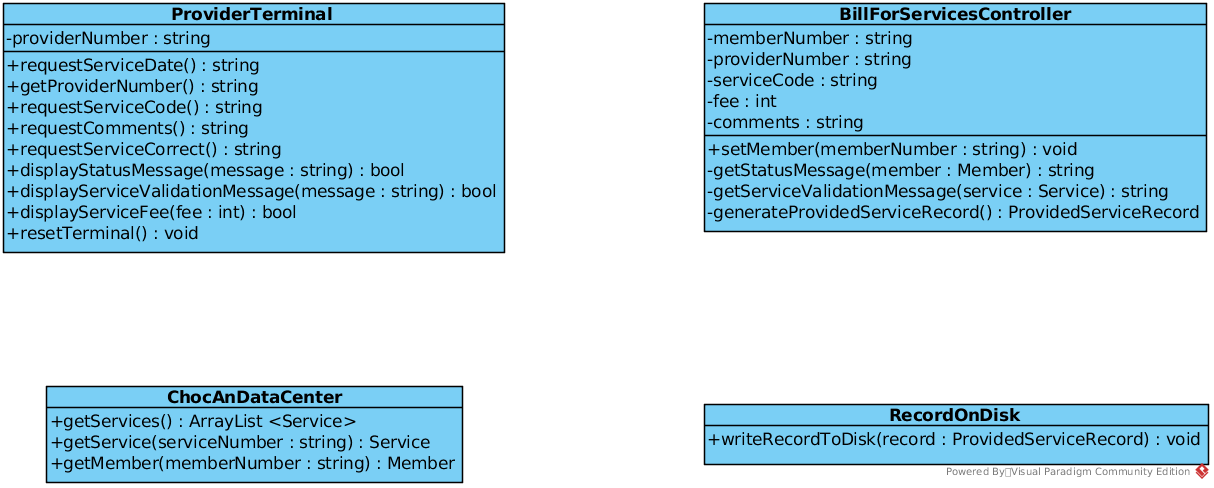 ProviderTerminal
-providerNumber : string
+requestServiceDate() : string
+getProviderNumber() : string
+requestServiceCode() : string
+requestComments() : string
+requestServiceCorrect() : string
+displayStatusMessage(message : string) : bool
+displayServiceValidationMessage(message : string) : bool
+displayServiceFee(fee : int) : bool
+resetTerminal() : void
BillForServicesController
-memberNumber : string
-providerNumber : string
-serviceCode : string
-fee : int
-comments : string
+setMember(memberNumber : string) : void
-getStatusMessage(member : Member) : string
-getServiceValidationMessage(service : Service) : string
-generateProvidedServiceRecord() : ProvidedServiceRecord
ChocAnDataCenter
+getServices() : ArrayList <Service>
+getService(serviceNumber : string) : Service
+getMember(memberNumber : string) : Member
RecordOnDisk
+writeRecordToDisk(record : ProvidedServiceRecord) : void
Powered By Visual Paradigm Community Edition